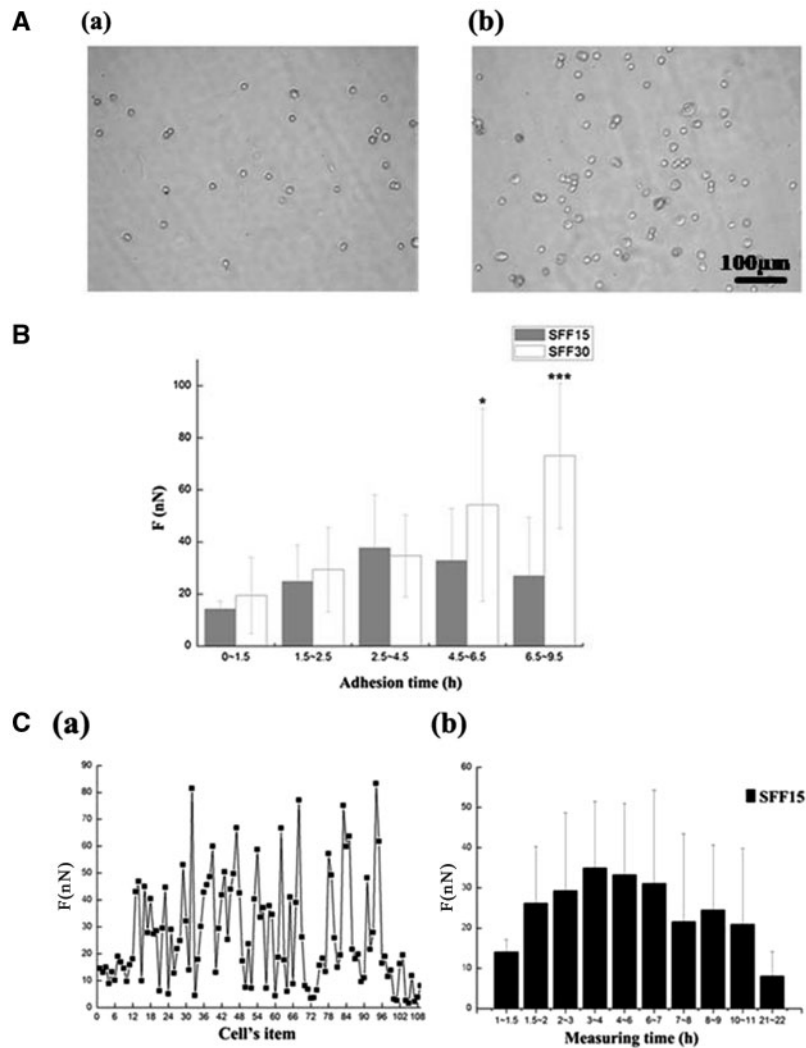 A (a) (b)
100μm
B
SFF15
SFF30
*
***
100
80
60
40
20
0
F (nN)
0~1.5 1.5~2.5 2.5~4.5 4.5~6.5 6.5~9.5
Adhesion time (h)
C (a) (b)
90
80
70
60
50
40
30
20
10
0
F(nN)
0 6 12 18 24 30 36 42 48 54 60 66 72 78 84 90 96 102 108
Cell's item
SFF15
60
50
40
30
20
10
0
F(nN)
1~1.5 1.5~2 2~3 3~4 4~6 6~7 7~8 8~9 10~11 21~22
Measuring time (h)